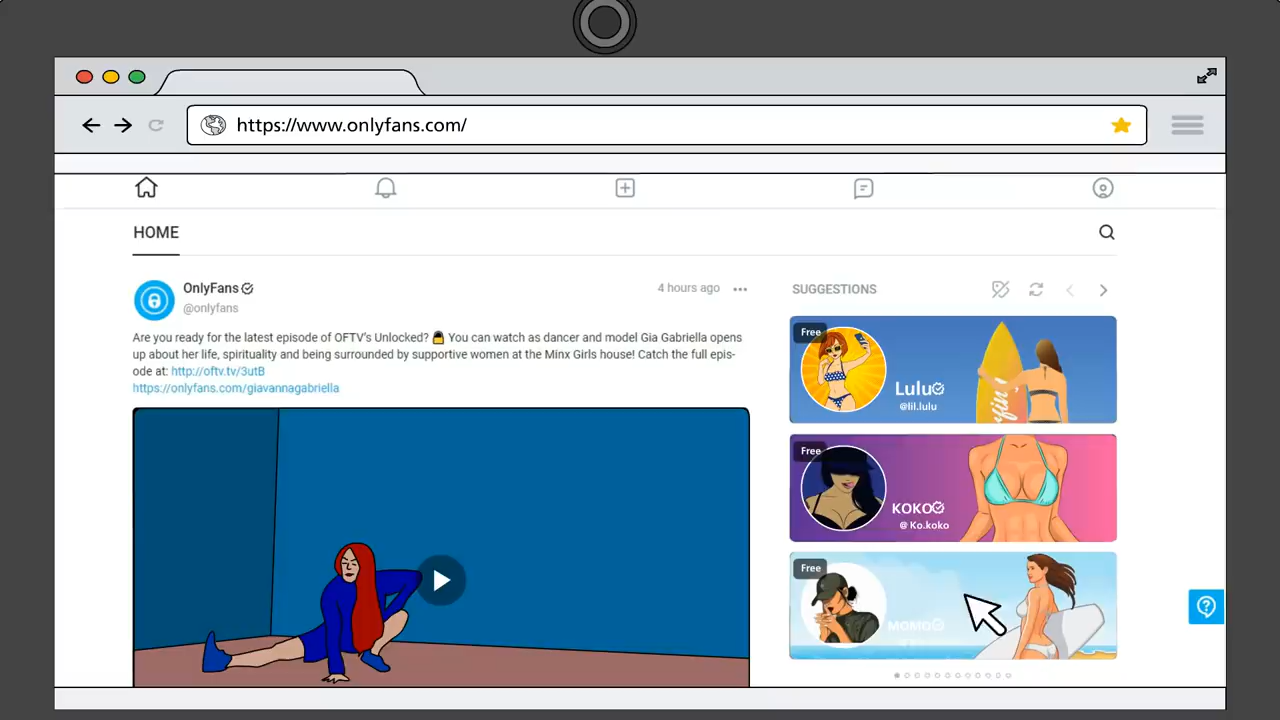 https://www.onlyfans.com/
HOME
OnlyFans
@onlyfans
4 hours ago
Are you ready for the latest episode of OFTV's Unlocked? You can watch as dancer and model Gia Gabriella opens
up about her life, spirituality and being surrounded by supportive women at the Minx Girls house! Catch the full epis-
ode at: http://oftv.tv/3utB
https://onlyfans.com/giavannagabriella
SUGGESTIONS
Free
Lulu
@lil.lulu
Free
KOKO
@ Ko.koko
Free
MOMO